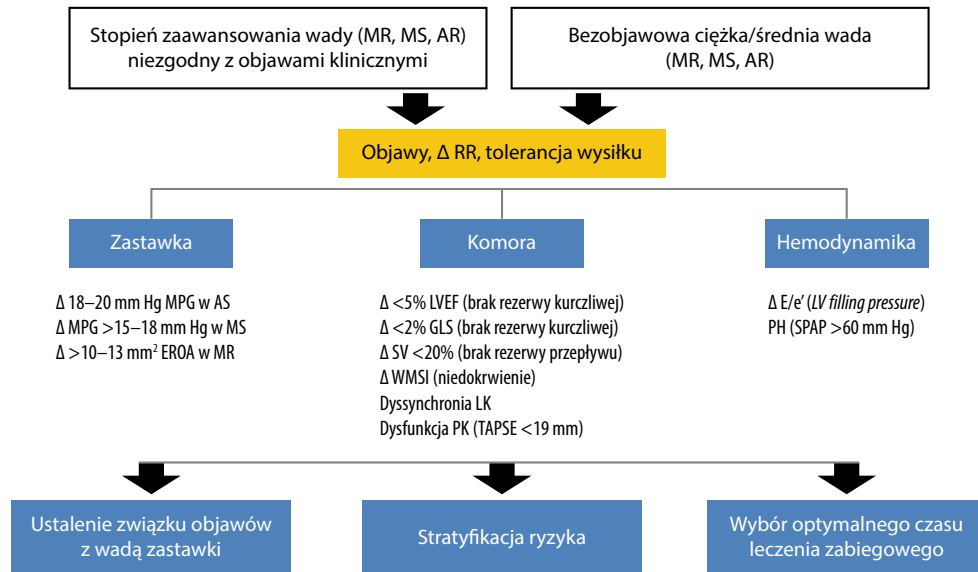 Stopień zaawansowania wady (MR, MS, AR)
niezgodny z objawami klinicznymi
Bezobjawowa ciężka/średnia wada
(MR, MS, AR)
Objawy, Δ RR, tolerancja wysiłku
Zastawka
Δ 18–20 mm Hg MPG w AS
Δ MPG >15–18 mm Hg w MS
Δ >10–13 mm² EROA w MR
Komora
Δ <5% LVEF (brak rezerwy kurczliwej)
Δ <2% GLS (brak rezerwy kurczliwej)
Δ SV <20% (brak rezerwy przepływu)
Δ WMSI (niedokrwienie)
Dyssynchronia LK
Dysfunkcja PK (TAPSE <19 mm)
Hemodynamika
Δ E/e' (LV filling pressure)
PH (SPAP >60 mm Hg)
Ustalenie związku objawów
z wadą zastawki
Stratyfikacja ryzyka
Wybór optymalnego czasu
leczenia zabiegowego